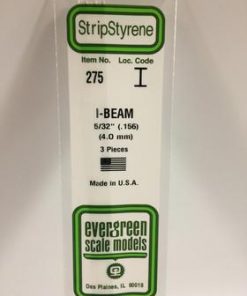 StripStyrene
Item No. Loc. Code
275
I-BEAM
5/32" (.156)
(4.0 mm)
3 Pieces
Made in U.S.A.
evergreen
scale models
Des Plaines, IL 60018